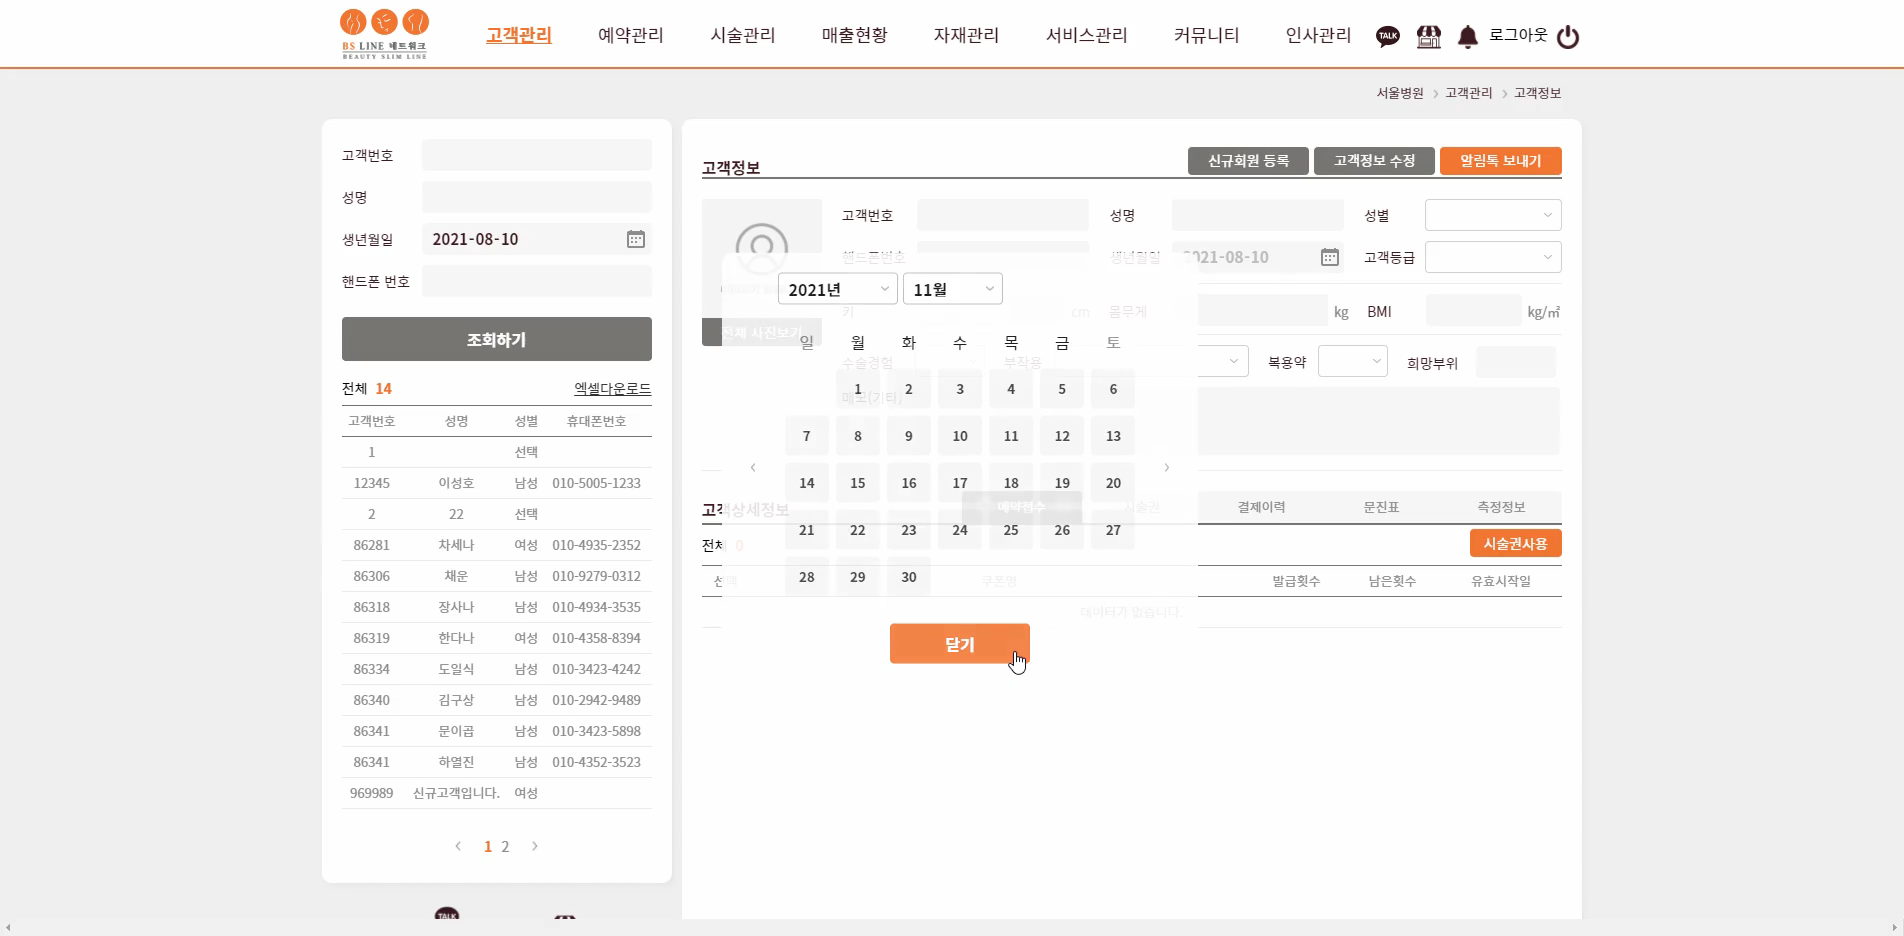 BS LINE 네트워크
BEAUTY SLIM LINE
고객관리 예약관리 시술관리 매출현황 자재관리 서비스관리 커뮤니티 인사관리 TALK 로그아웃
서울병원 > 고객관리 > 고객정보
고객번호
성명
생년월일 2021-08-10
핸드폰 번호
조회하기
전체 14 엑셀다운로드
고객번호 성명 성별 휴대폰번호
1 선택
12345 이성호 남성 010-5005-1233
2 22 선택
86281 차세나 여성 010-4935-2352
86306 채운 남성 010-9279-0312
86318 장사나 남성 010-4934-3535
86319 한다나 여성 010-4358-8394
86334 도일식 남성 010-3423-4242
86340 김구상 남성 010-2942-9489
86341 문이곱 남성 010-3423-5898
86341 하열진 남성 010-4352-3523
969989 신규고객입니다. 여성
1 2
TALK
고객정보 신규회원 등록 고객정보 수정 알림톡 보내기
고객번호 성명 성별
핸드폰번호 생년월일 2021-08-10 고객등급
키 cm 몸무게 kg BMI kg/㎡
전체 사진보기
수술경험 부작용 복용약 희망부위
메모(기타)
2021년 11월
일 월 화 수 목 금 토
1 2 3 4 5 6
7 8 9 10 11 12 13
14 15 16 17 18 19 20
21 22 23 24 25 26 27
28 29 30
닫기
고객상세정보 예약접수 시술권 결제이력 문진표 측정정보
전체 0 시술권사용
선택 쿠폰명 발급횟수 남은횟수 유효시작일
데이터가 없습니다.